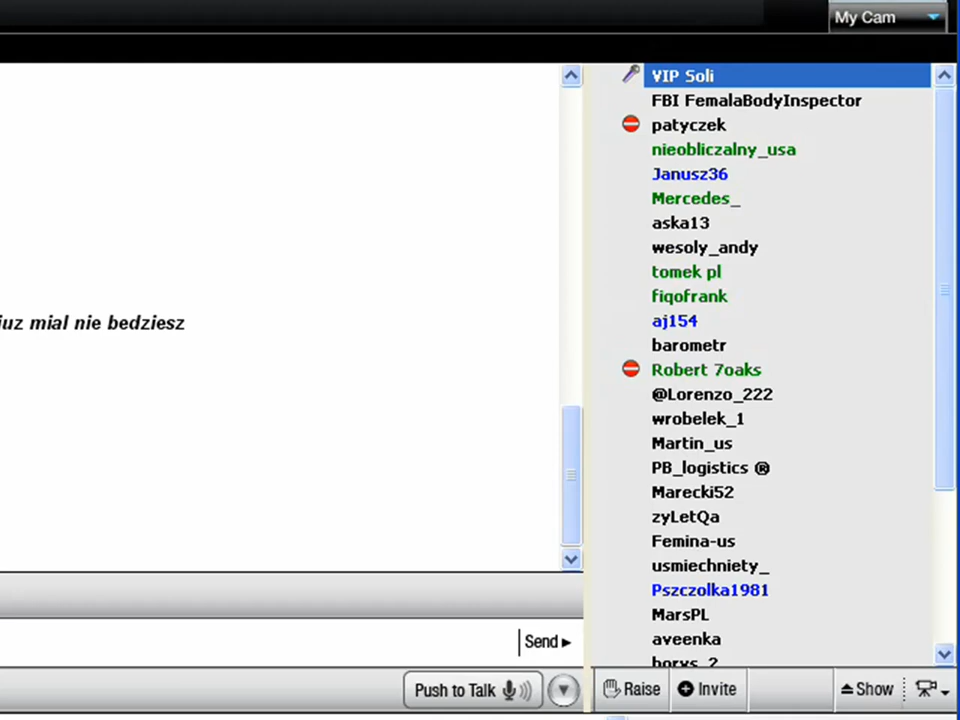 My Cam
VIP Soli
FBI FemalaBodyInspector
patyczek
nieobliczalny_usa
Janusz36
Mercedes_
aska13
wesoly_andy
tomek pl
fiqofrank
iuz mial nie bedziesz
aj154
barometr
Robert 7oaks
@Lorenzo_222
wrobelek_1
Martin_us
PB_logistics ®
Marecki52
zyLetQa
Femina-us
usmiechniety_
Pszczolka1981
MarsPL
aveenka
borys_2
Send
Push to Talk
Raise
Invite
Show